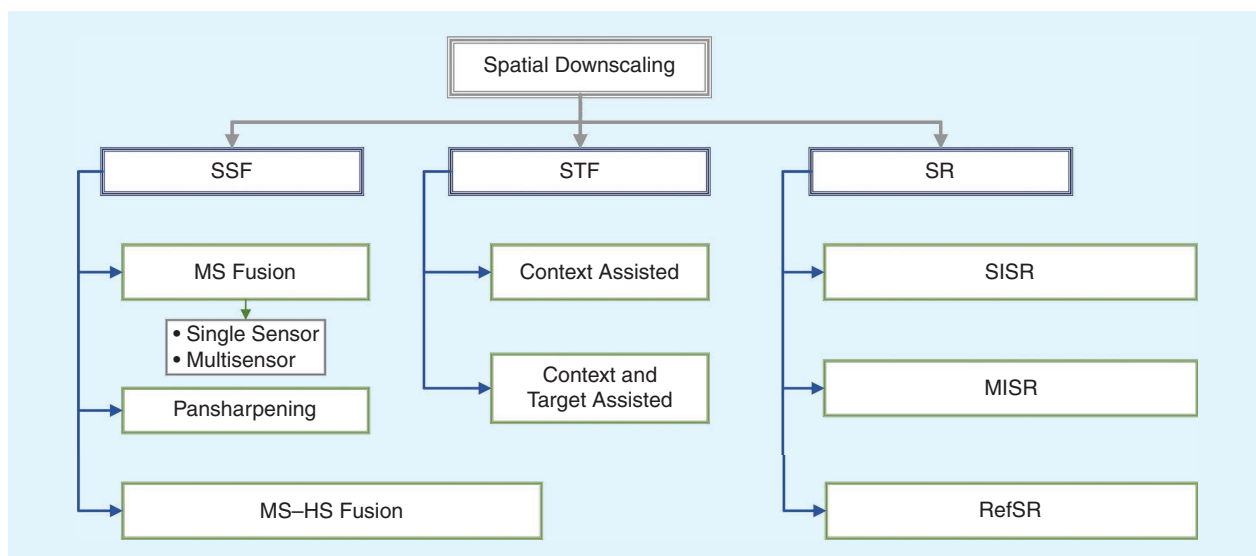 Spatial Downscaling
SSF
STF
SR
MS Fusion
Context Assisted
SISR
• Single Sensor
• Multisensor
Pansharpening
Context and
Target Assisted
MISR
MS–HS Fusion
RefSR